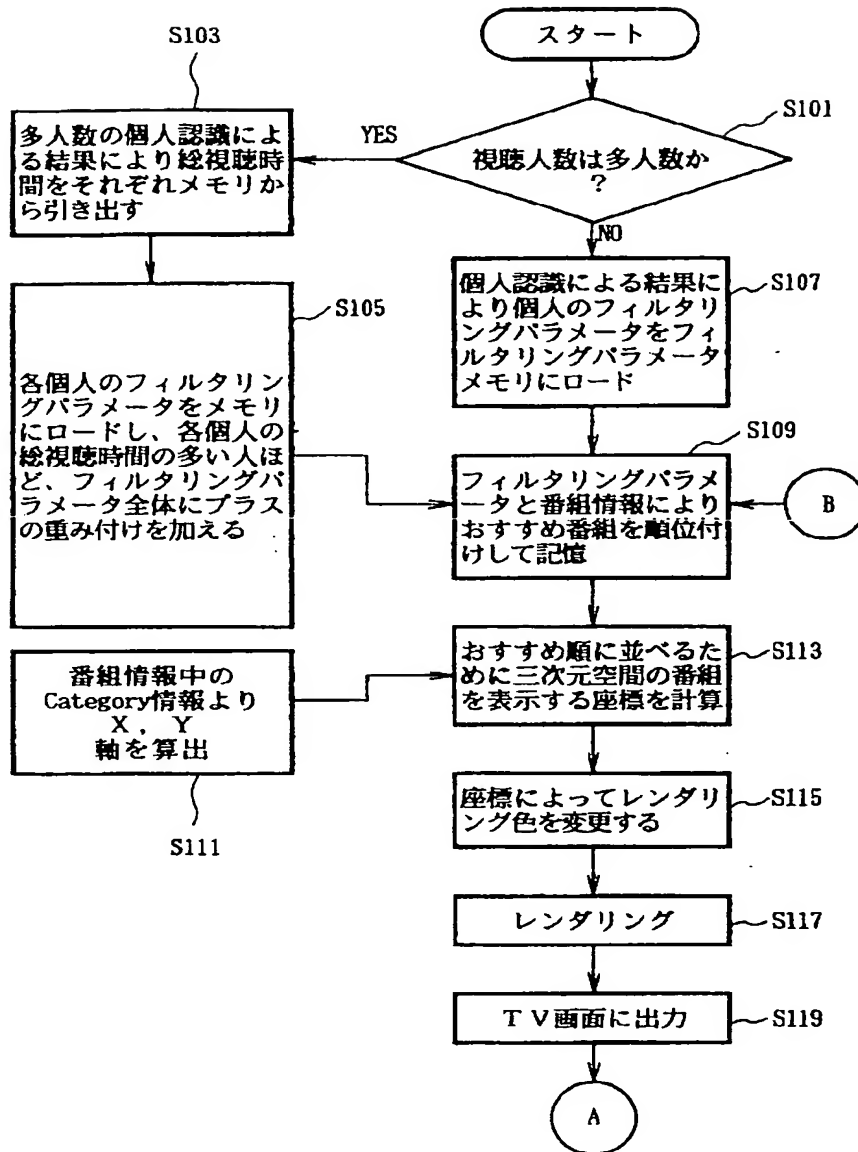 スタート
S103
S101
YES
視聴人数は多人数か
?
多人数の個人認識によ
る結果により総視聴時
間をそれぞれメモリか
ら引き出す
NO
個人認識による結果に
より個人のフィルタリ
ングパラメータをフィ
ルタリングパラメータ
メモリにロード
S107
S105
各個人のフィルタリン
グパラメータをメモリ
にロードし、各個人の
総視聴時間の多い人ほ
ど、フィルタリングパ
ラメータ全体にプラス
の重み付けを加える
S109
フィルタリングパラメ
ータと番組情報により
おすすめ番組を順位付
けして記憶
B
番組情報中の
Category情報より
X , Y
軸を算出
S111
おすすめ順に並べるた
めに三次元空間の番組
を表示する座標を計算
S113
座標によってレンダリ
ング色を変更する
S115
レンダリング
S117
TV画面に出力
S119
A